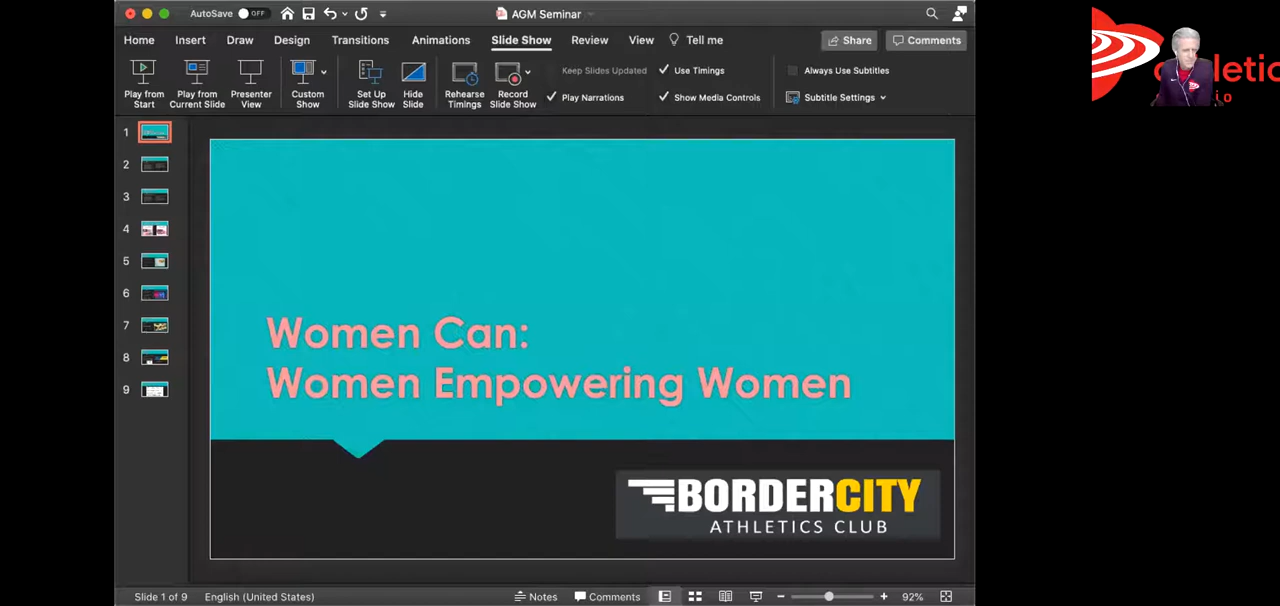 AutoSave OFF
AGM Seminar
Home Insert Draw Design Transitions Animations Slide Show Review View Tell me Share Comments
Play from Start
Play from Current Slide
Presenter View
Custom Show
Set Up Slide Show
Hide Slide
Rehearse Timings
Record Slide Show
Keep Slides Updated
Play Narrations
Use Timings
Show Media Controls
Always Use Subtitles
Subtitle Settings
1
2
3
4
5
6
7
8
9
Women Can:
Women Empowering Women
BORDERCITY
ATHLETICS CLUB
Slide 1 of 9 English (United States) Notes Comments 92%